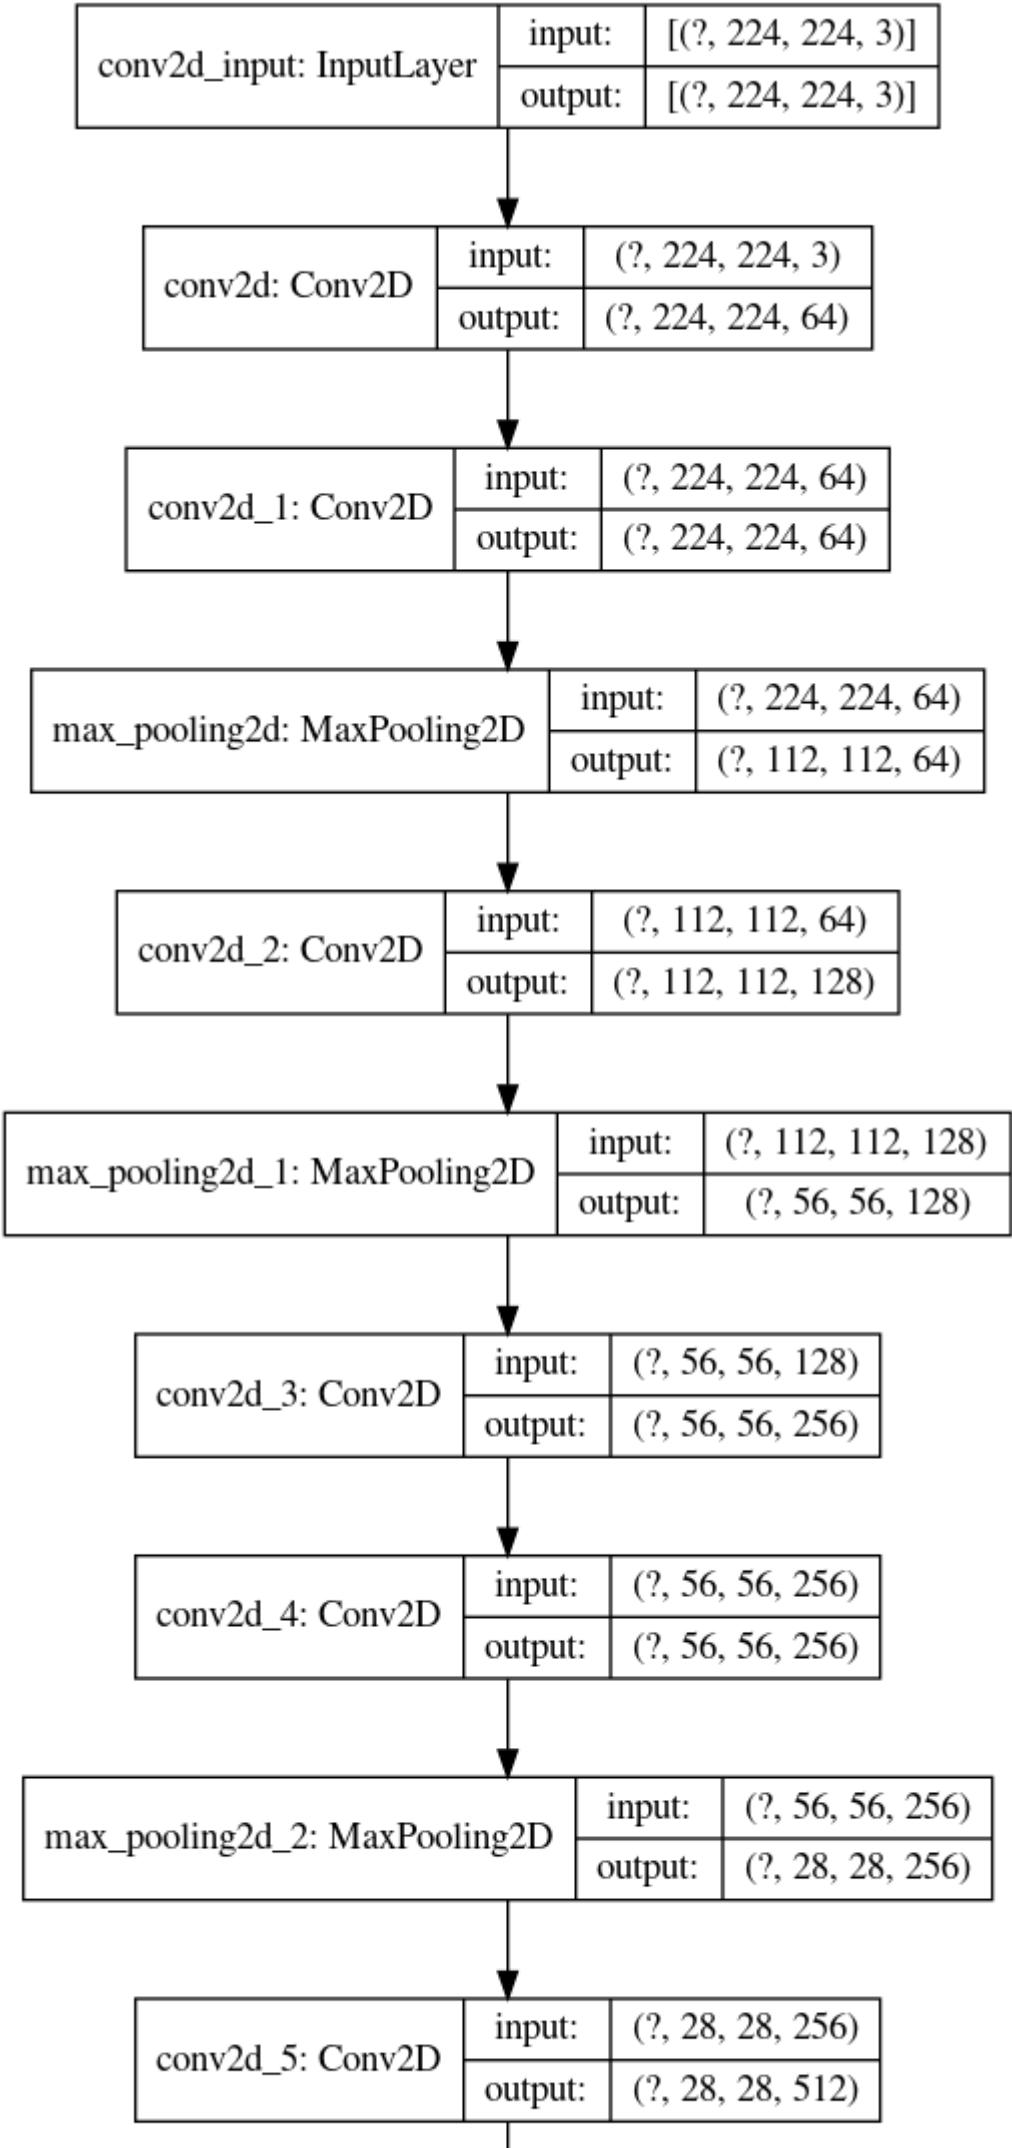 conv2d_input: InputLayer
input: [(?, 224, 224, 3)]
output: [(?, 224, 224, 3)]
conv2d: Conv2D
input: (?, 224, 224, 3)
output: (?, 224, 224, 64)
conv2d_1: Conv2D
input: (?, 224, 224, 64)
output: (?, 224, 224, 64)
max_pooling2d: MaxPooling2D
input: (?, 224, 224, 64)
output: (?, 112, 112, 64)
conv2d_2: Conv2D
input: (?, 112, 112, 64)
output: (?, 112, 112, 128)
max_pooling2d_1: MaxPooling2D
input: (?, 112, 112, 128)
output: (?, 56, 56, 128)
conv2d_3: Conv2D
input: (?, 56, 56, 128)
output: (?, 56, 56, 256)
conv2d_4: Conv2D
input: (?, 56, 56, 256)
output: (?, 56, 56, 256)
max_pooling2d_2: MaxPooling2D
input: (?, 56, 56, 256)
output: (?, 28, 28, 256)
conv2d_5: Conv2D
input: (?, 28, 28, 256)
output: (?, 28, 28, 512)